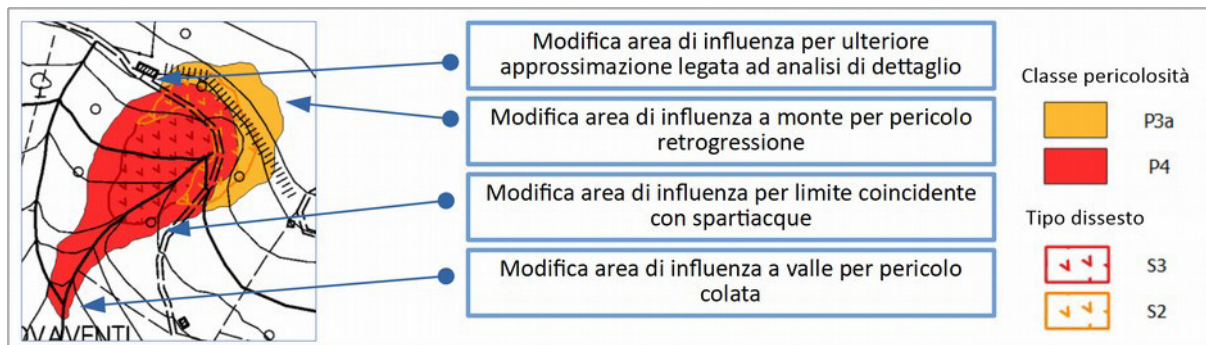 Modifica area di influenza per ulteriore
approssimazione legata ad analisi di dettaglio
Modifica area di influenza a monte per pericolo
retrogressione
Modifica area di influenza per limite coincidente
con spartiacque
Modifica area di influenza a valle per pericolo
colata
Classe pericolosità
P3a
P4
Tipo dissesto
S3
S2
OVAVENTI